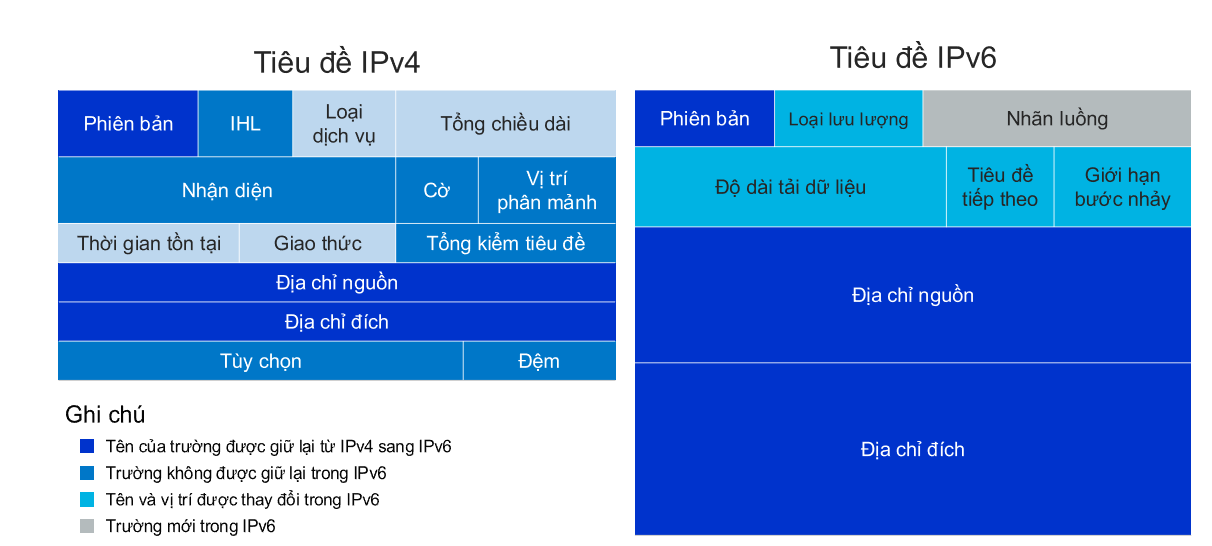 Tiêu đề IPv4
Phiên bản
IHL
Loại
dịch vụ
Tổng chiều dài
Nhận diện
Cờ
Vị trí
phân mảnh
Thời gian tồn tại
Giao thức
Tổng kiểm tiêu đề
Địa chỉ nguồn
Địa chỉ đích
Tùy chọn
Đệm
Ghi chú
Tên của trường được giữ lại từ IPv4 sang IPv6
Trường không được giữ lại trong IPv6
Tên và vị trí được thay đổi trong IPv6
Trường mới trong IPv6
Tiêu đề IPv6
Phiên bản
Loại lưu lượng
Nhãn luồng
Độ dài tải dữ liệu
Tiêu đề
tiếp theo
Giới hạn
bước nhảy
Địa chỉ nguồn
Địa chỉ đích